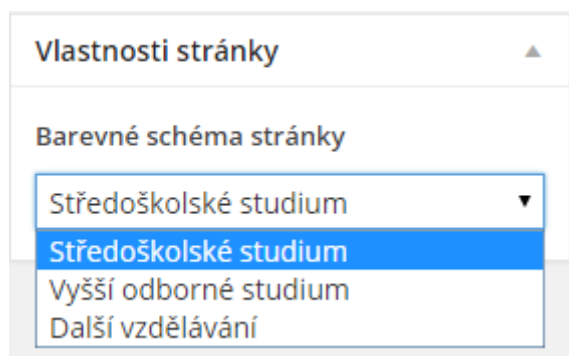 Vlastnosti stránky
Barevné schéma stránky
Středoškolské studium
Středoškolské studium
Vyšší odborné studium
Další vzdělávání